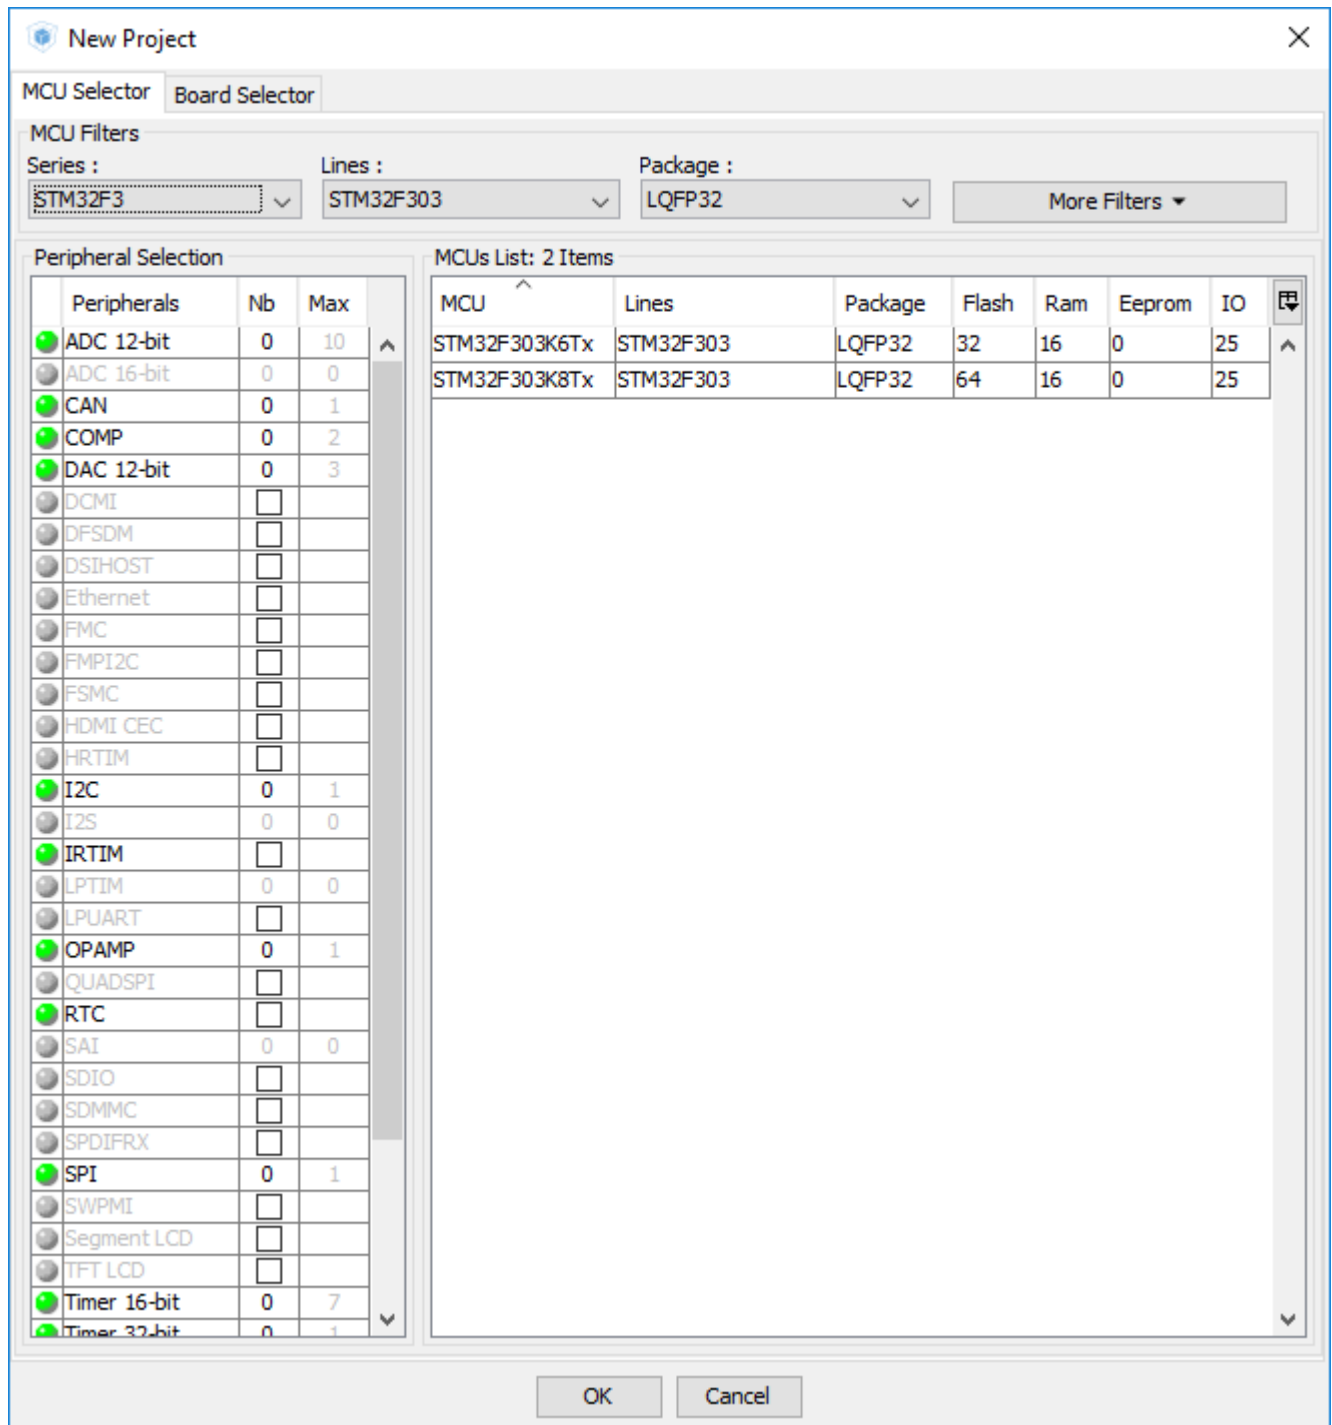 New Project
MCU Selector Board Selector
MCU Filters
Series : Lines : Package :
STM32F3 STM32F303 LQFP32 More Filters
Peripheral Selection MCUs List: 2 Items
Peripherals Nb Max MCU Lines Package Flash Ram Eeprom IO
ADC 12-bit 0 10 STM32F303K6Tx STM32F303 LQFP32 32 16 0 25
ADC 16-bit 0 0 STM32F303K8Tx STM32F303 LQFP32 64 16 0 25
CAN 0 1
COMP 0 2
DAC 12-bit 0 3
DCMI
DFSDM
DSIHOST
Ethernet
FMC
FMPI2C
FSMC
HDMI CEC
HRTIM
I2C 0 1
I2S 0 0
IRTIM
LPTIM 0 0
LPUART
OPAMP 0 1
QUADSPI
RTC
SAI 0 0
SDIO
SDMMC
SPDIFRX
SPI 0 1
SWPMI
Segment LCD
TFT LCD
Timer 16-bit 0 7
Timer 32-bit 0 1
OK Cancel